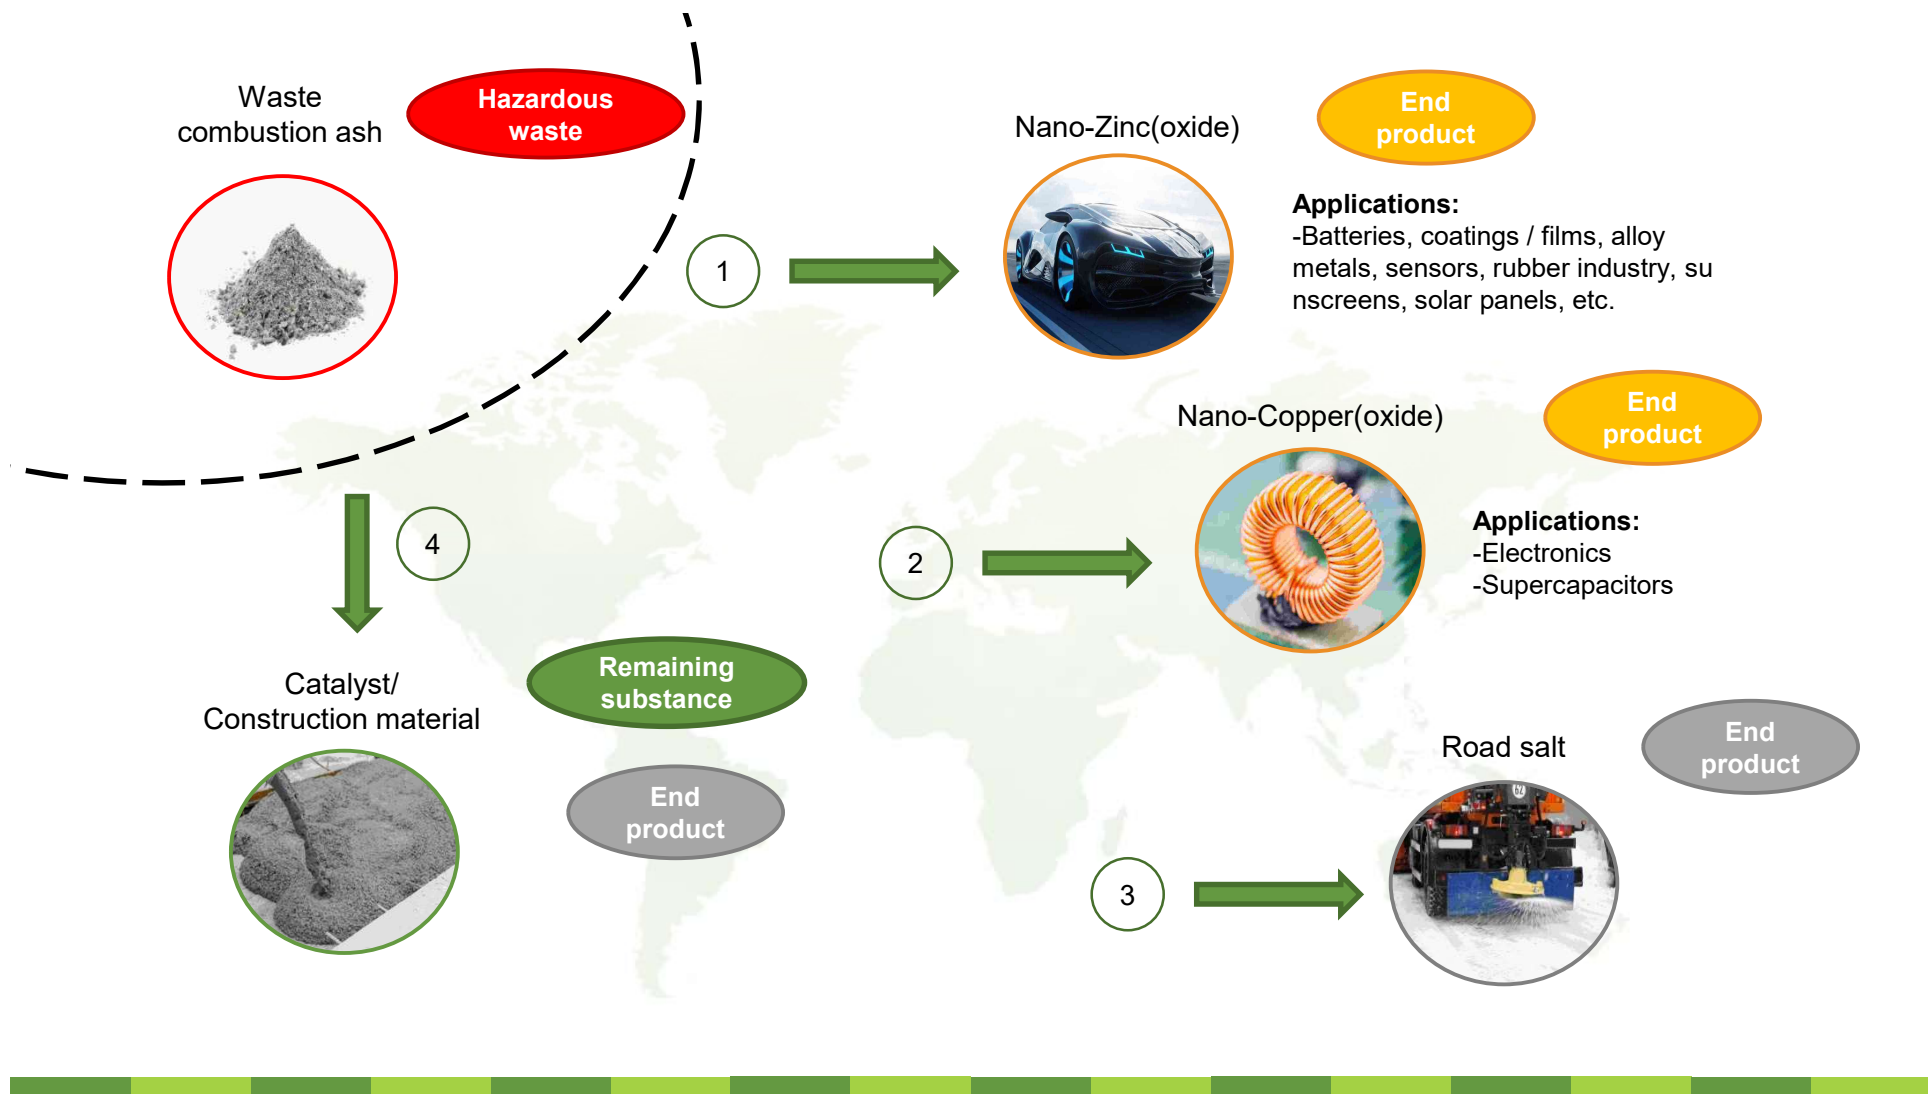 Waste
combustion ash
Hazardous
waste
1
Nano-Zinc(oxide)
End
product
Applications:
-Batteries, coatings / films, alloy
metals, sensors, rubber industry, su
nscreens, solar panels, etc.
2
Nano-Copper(oxide)
End
product
Applications:
-Electronics
-Supercapacitors
3
Road salt
End
product
62
4
Catalyst/
Construction material
Remaining
substance
End
product